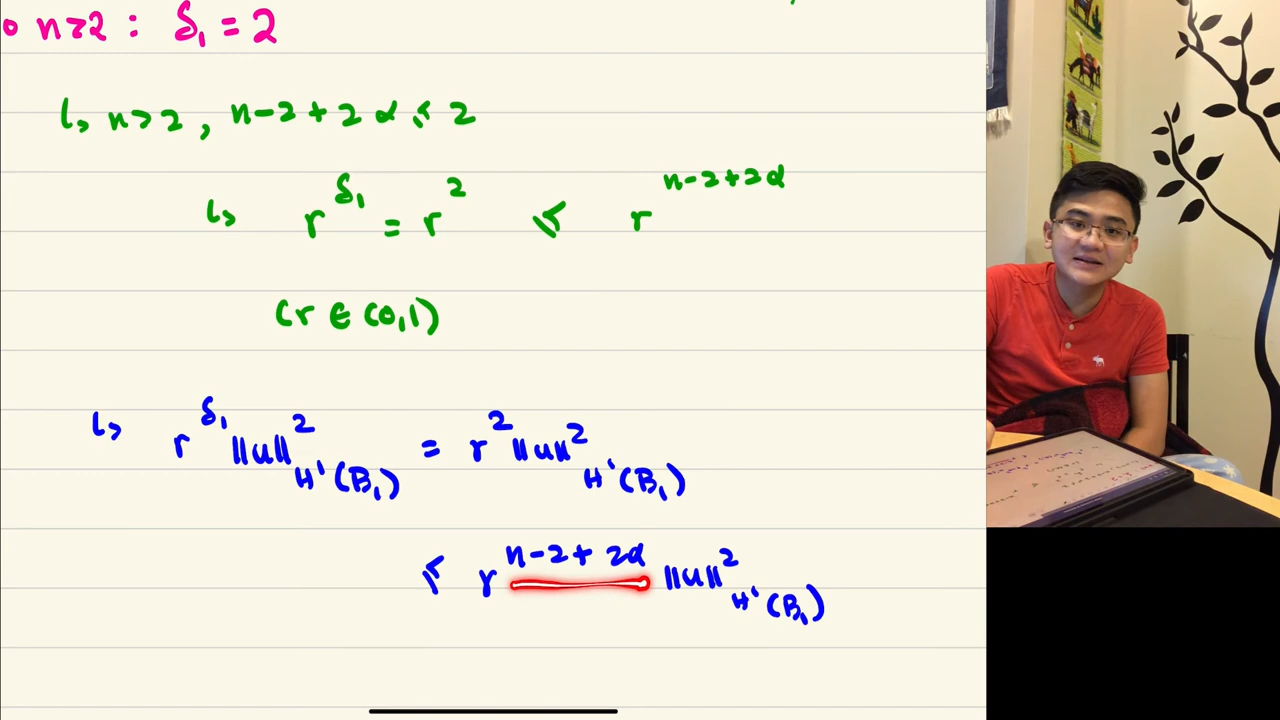 • n>2 : δ₁ = 2
↳ n>2, n-2+2α ≤ 2
↳ r^δ₁ = r² ≤ r^n-2+2α
(r ∈ (0,1)
↳ r^δ₁ ||u||²_H¹(B₁) = r² ||u||²_H¹(B₁)
≤ r^n-2+2α ||u||²_H¹(B₁)